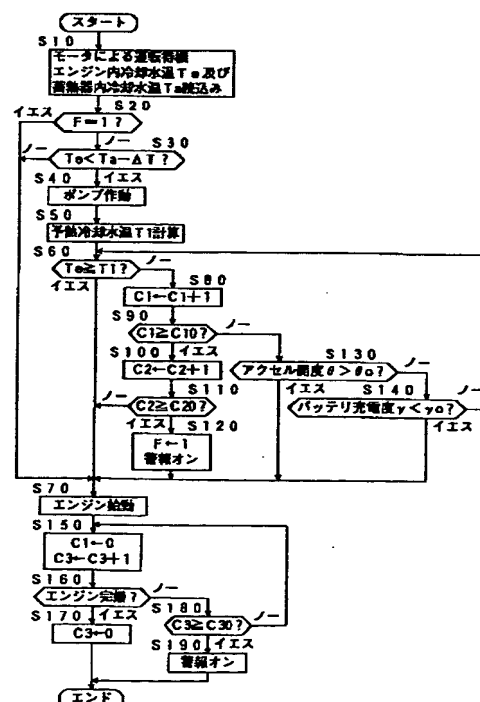 スタート
S10
モータによる運転待機
エンジン内冷却水温Te及び
蓄熱器内冷却水温Ta読込み
S20
イエス
F=1?
ノー
S30
ノー
Te<Ta-ΔT?
S40
イエス
ポンプ作動
S50
予熱冷却水温T1計算
S60
Te≧T1?
ノー
イエス
S80
C1←C1+1
S90
C1≧C10?
ノー
S100
イエス
S130
C2←C2+1
アクセル開度θ>θo?
ノー
S110
イエス
S140
ノー
ノー
C2≧C20?
バッテリ充電度γ<γo?
イエス
S120
イエス
F←1
警報オン
S70
エンジン始動
S150
C1←0
C3←C3+1
S160
エンジン完爆?
ノー
S180
ノー
S170
イエス
C3≧C30?
C3←0
S190
イエス
警報オン
エンド